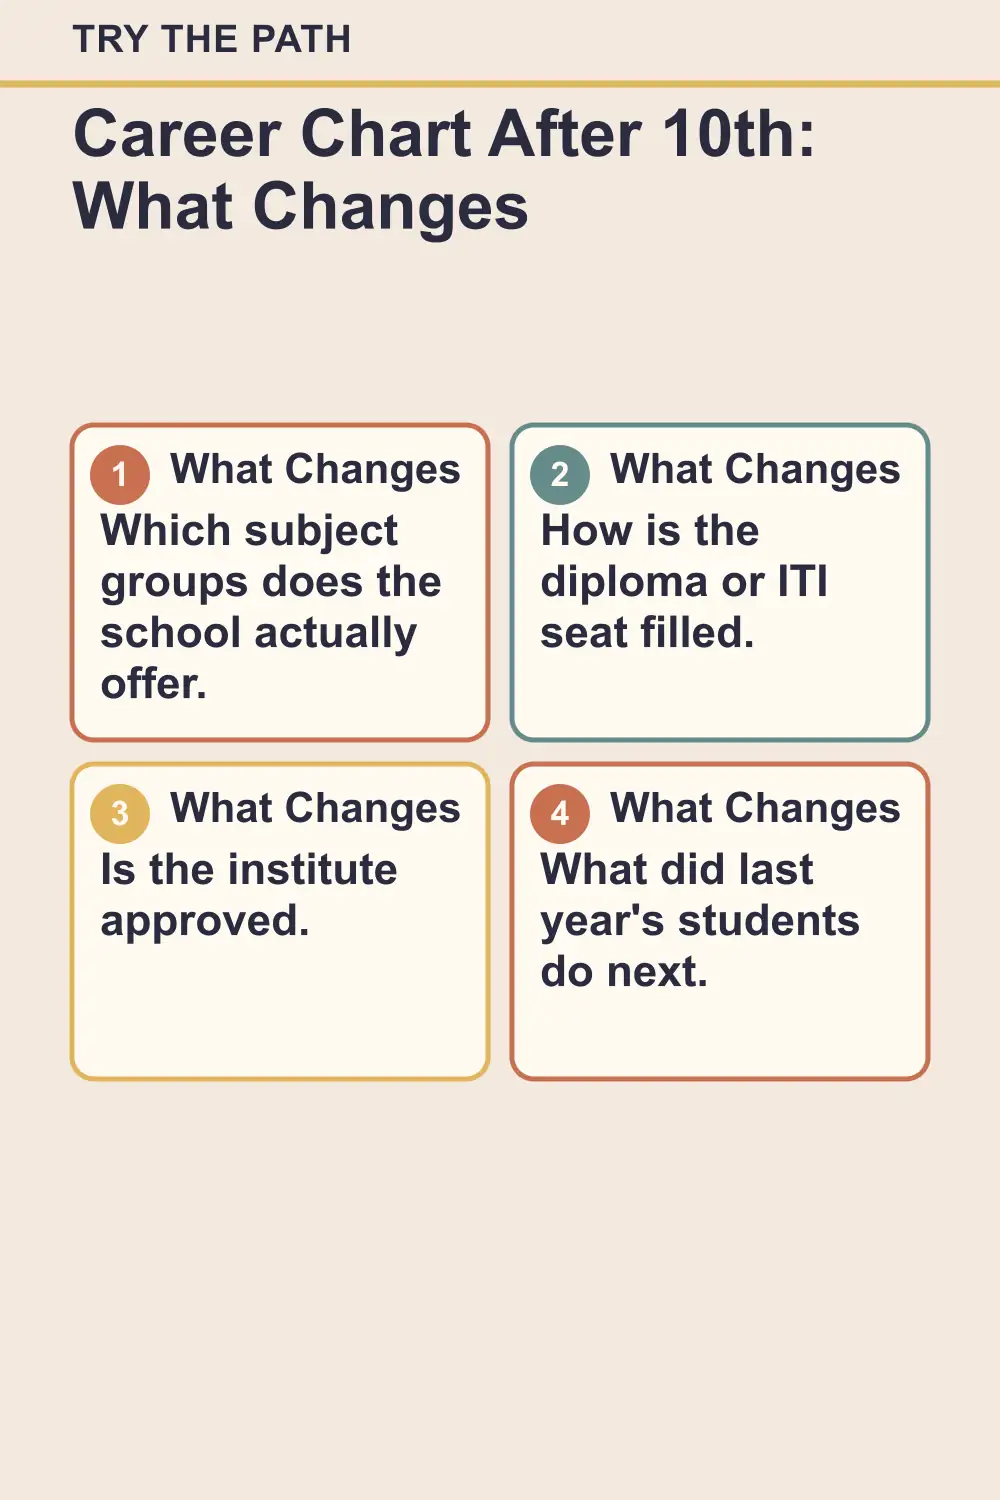 TRY THE PATH
Career Chart After 10th:
What Changes
1 What Changes
Which subject
groups does the
school actually
offer.
2 What Changes
How is the
diploma or ITI
seat filled.
3 What Changes
Is the institute
approved.
4 What Changes
What did last
year's students
do next.